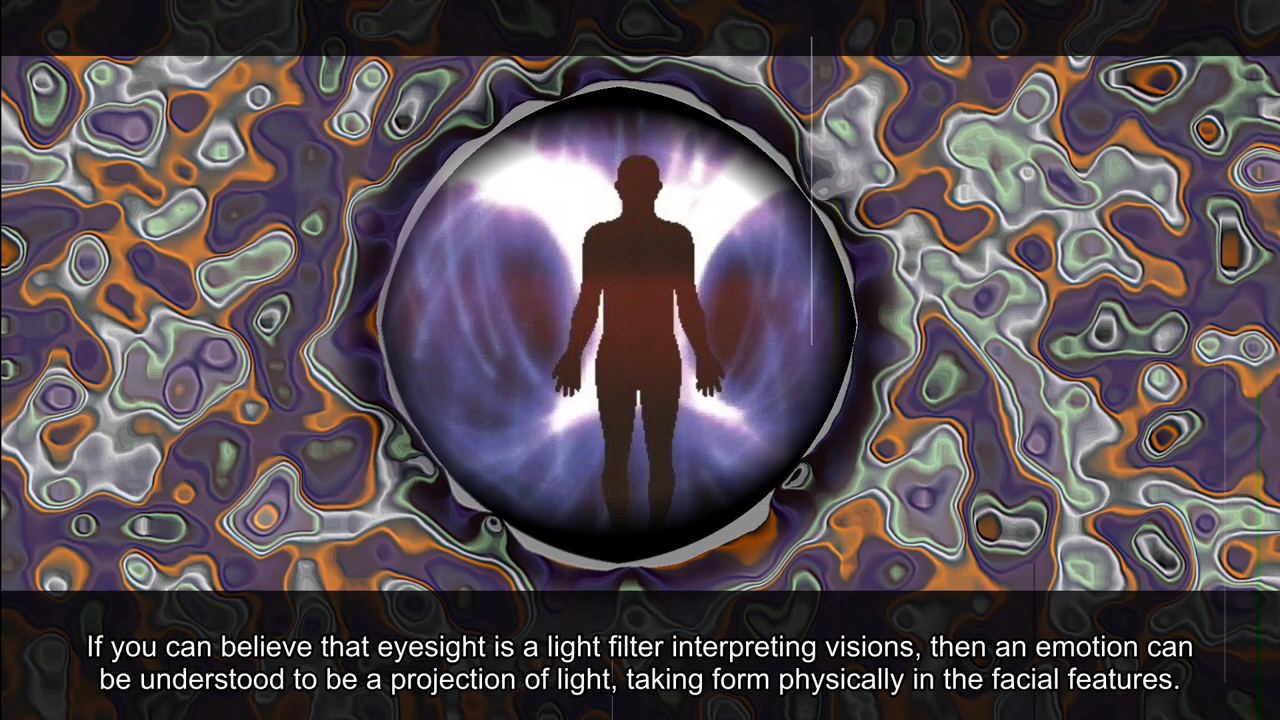 If you can believe that eyesight is a light filter interpreting visions, then an emotion can
be understood to be a projection of light, taking form physically in the facial features.